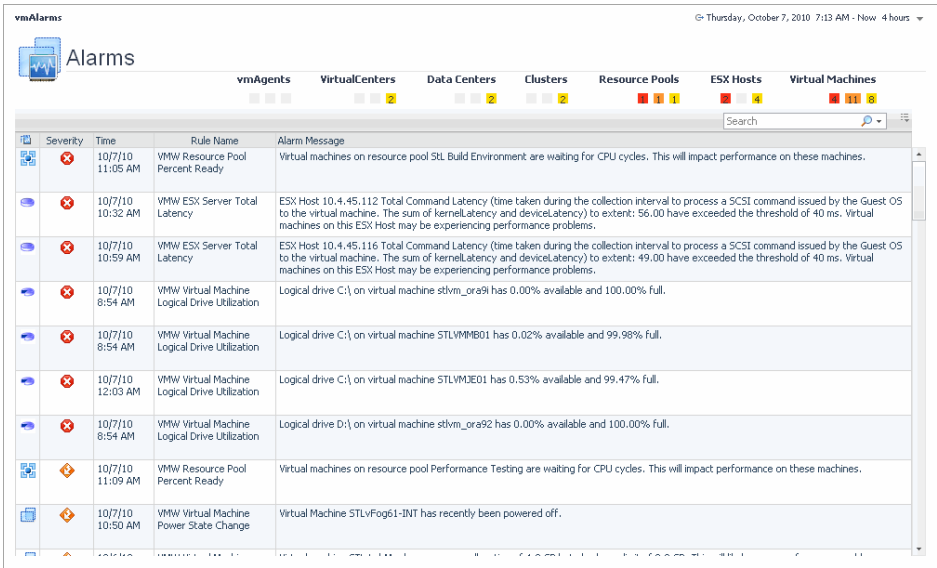 vmAlarms
Thursday, October 7, 2010 7:13 AM - Now 4 hours
Alarms
vmAgents VirtualCenters Data Centers Clusters Resource Pools ESX Hosts Virtual Machines
2 2 2 1 1 1 2 4 4 11 8
Search
Severity Time Rule Name Alarm Message
10/7/10 VMW Resource Pool Virtual machines on resource pool StL Build Environment are waiting for CPU cycles. This will impact performance on these machines.
11:05 AM Percent Ready
10/7/10 VMW ESX Server Total ESX Host 10.4.45.112 Total Command Latency (time taken during the collection interval to process a SCSI command issued by the Guest OS
10:32 AM Latency to the virtual machine. The sum of kernelLatency and deviceLatency) to extent: 56.00 have exceeded the threshold of 40 ms. Virtual
machines on this ESX Host may be experiencing performance problems.
10/7/10 VMW ESX Server Total ESX Host 10.4.45.116 Total Command Latency (time taken during the collection interval to process a SCSI command issued by the Guest OS
10:59 AM Latency to the virtual machine. The sum of kernelLatency and deviceLatency) to extent: 49.00 have exceeded the threshold of 40 ms. Virtual
machines on this ESX Host may be experiencing performance problems.
10/7/10 VMW Virtual Machine Logical drive C:\ on virtual machine stlvm_ora9i has 0.00% available and 100.00% full.
8:54 AM Logical Drive Utilization
10/7/10 VMW Virtual Machine Logical drive C:\ on virtual machine STLVMMB01 has 0.02% available and 99.98% full.
8:54 AM Logical Drive Utilization
10/7/10 VMW Virtual Machine Logical drive C:\ on virtual machine STLVMJE01 has 0.53% available and 99.47% full.
12:03 AM Logical Drive Utilization
10/7/10 VMW Virtual Machine Logical drive D:\ on virtual machine stlvm_ora92 has 0.00% available and 100.00% full.
8:54 AM Logical Drive Utilization
10/7/10 VMW Resource Pool Virtual machines on resource pool Performance Testing are waiting for CPU cycles. This will impact performance on these machines.
11:09 AM Percent Ready
10/7/10 VMW Virtual Machine Virtual Machine STLvFog61-INT has recently been powered off.
10:50 AM Power State Change